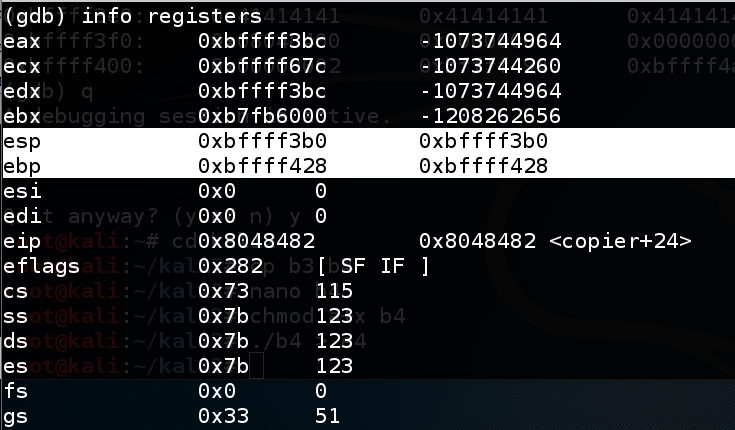 (gdb) info registers
eax 0xbffff3bc -1073744964
ecx 0xbffff67c -1073744260
edx 0xbffff3bc -1073744964
ebx 0xb7fb6000 -1208262656
esp 0xbffff3b0 0xbffff3b0
ebp 0xbffff428 0xbffff428
esi 0x0 0
edi 0x0 0
eip 0x8048482 0x8048482 <copier+24>
eflags 0x282 [ SF IF ]
cs 0x73 115
ss 0x7b 123
ds 0x7b 123
es 0x7b 123
fs 0x0 0
gs 0x33 51